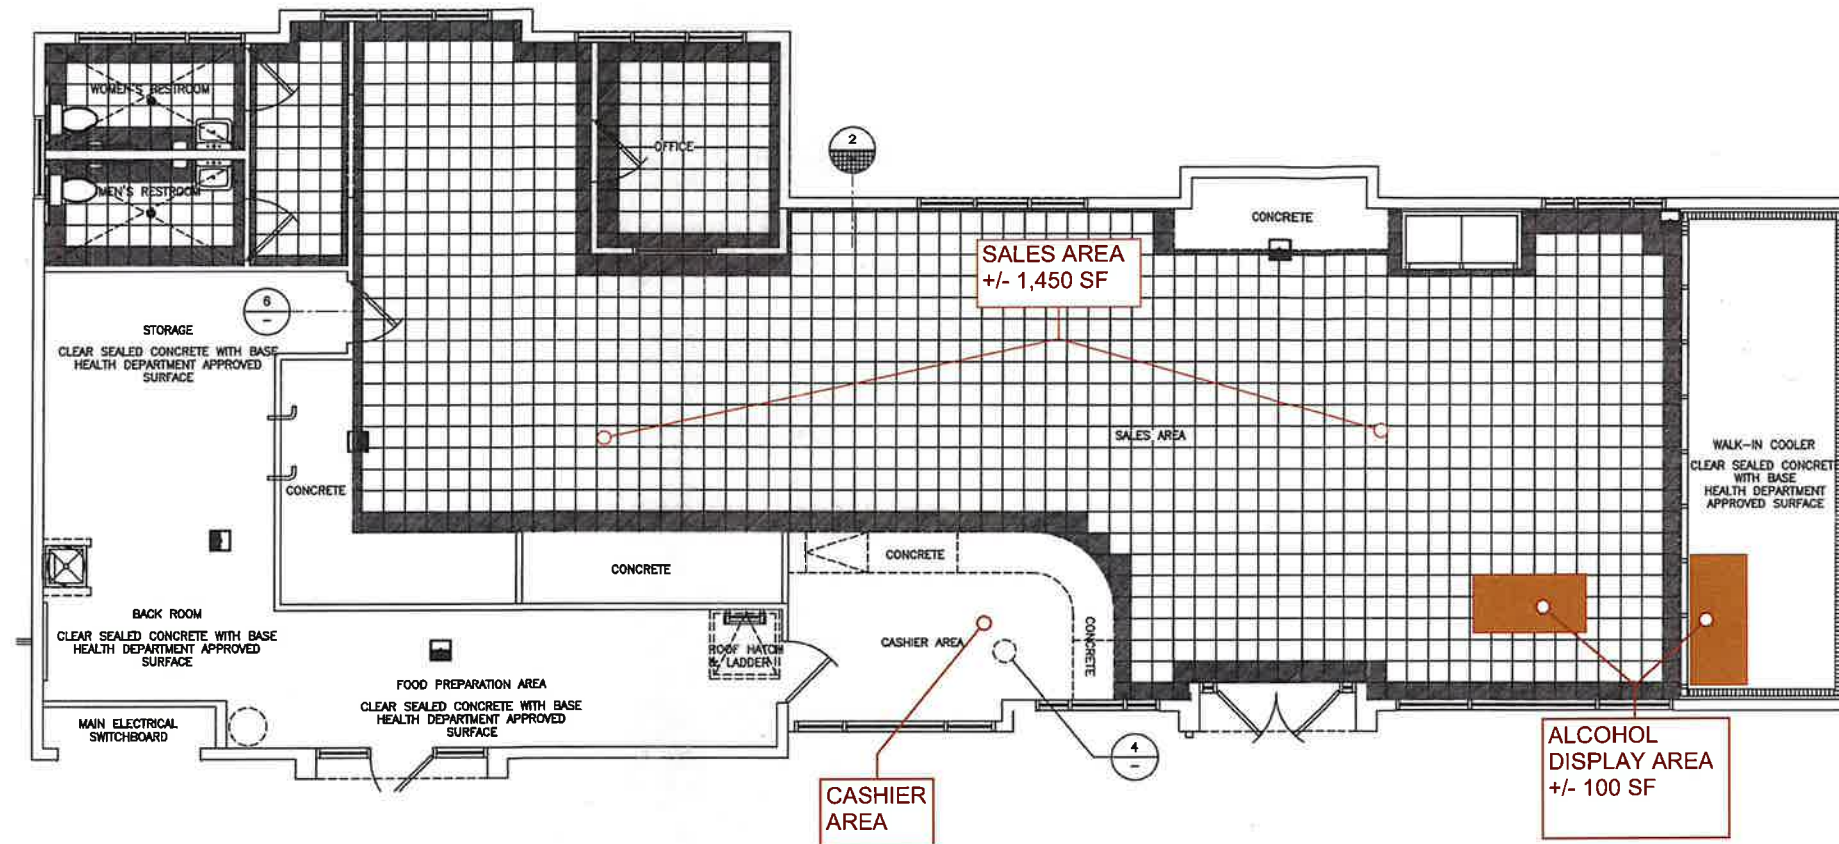 WOMEN'S RESTROOM
MEN'S RESTROOM
OFFICE
2
CONCRETE
SALES AREA
+/- 1,450 SF
6
-
STORAGE
CLEAR SEALED CONCRETE WITH BASE
HEALTH DEPARTMENT APPROVED
SURFACE
CONCRETE
SALES AREA
WALK-IN COOLER
CLEAR SEALED CONCRETE
WITH BASE
HEALTH DEPARTMENT
APPROVED SURFACE
CONCRETE
CONCRETE
BACK ROOM
CLEAR SEALED CONCRETE WITH BASE
HEALTH DEPARTMENT APPROVED
SURFACE
ROOF HATCH
& LADDER
CASHIER AREA
CONCRETE
FOOD PREPARATION AREA
CLEAR SEALED CONCRETE WITH BASE
HEALTH DEPARTMENT APPROVED
SURFACE
MAIN ELECTRICAL
SWITCHBOARD
4
-
CASHIER
AREA
ALCOHOL
DISPLAY AREA
+/- 100 SF